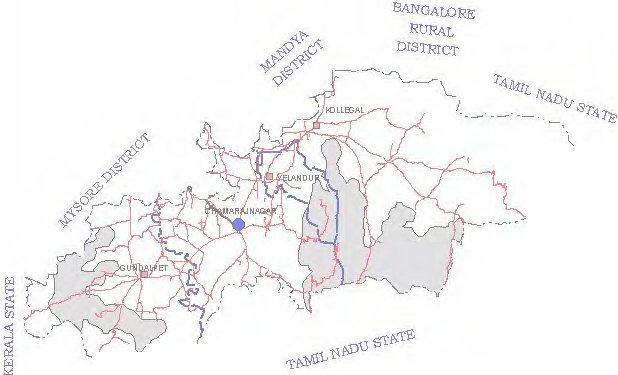 BANGALORE
RURAL
DISTRICT
MANDYA
DISTRICT
TAMIL NADU STATE
KOLLEGAL
MYSORE DISTRICT
YELANDUR
CHAMARAJNAGAR
GUNDALPET
KERALA STATE
TAMIL NADU STATE